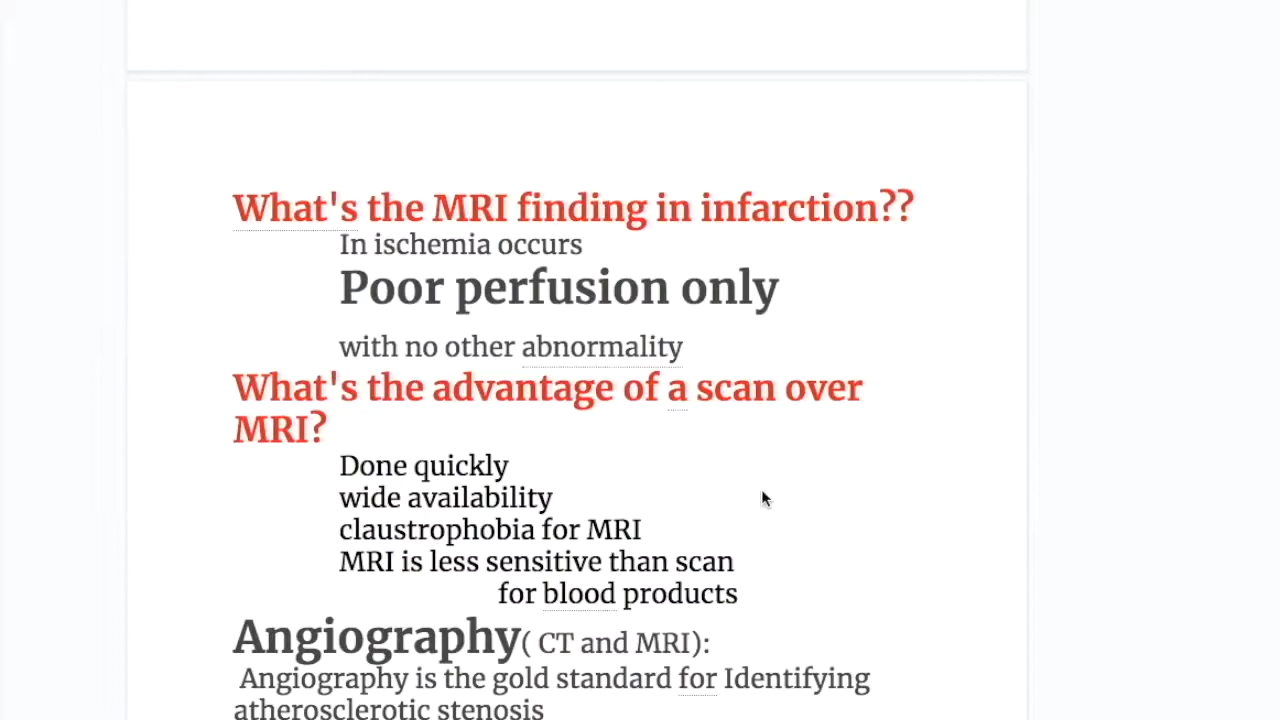 What's the MRI finding in infarction??
In ischemia occurs
Poor perfusion only
with no other abnormality
What's the advantage of a scan over
MRI?
Done quickly
wide availability
claustrophobia for MRI
MRI is less sensitive than scan
for blood products
Angiography( CT and MRI):
Angiography is the gold standard for Identifying
atherosclerotic stenosis